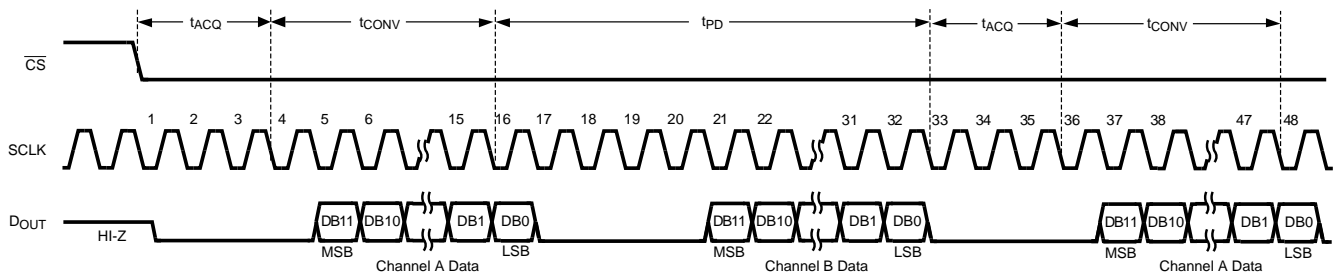 tACQ tCONV tPD tACQ tCONV
CS
1 2 3 4 5 6 15 16 17 18 19 20 21 22 31 32 33 34 35 36 37 38 47 48
SCLK
DOUT
HI-Z
DB11 DB10 DB1 DB0 DB11 DB10 DB1 DB0 DB11 DB10 DB1 DB0
MSB LSB MSB LSB MSB LSB
Channel A Data Channel B Data Channel A Data